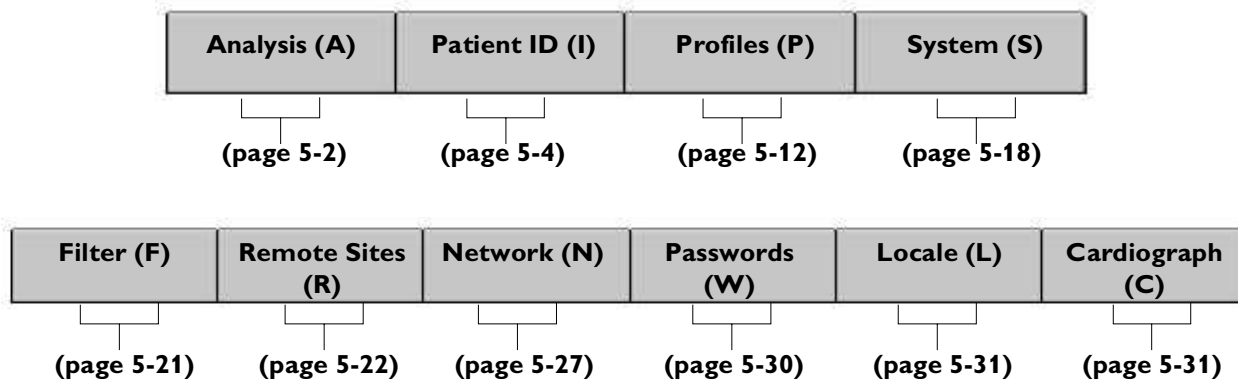 Analysis (A) Patient ID (I) Profiles (P) System (S)
(page 5-2) (page 5-4) (page 5-12) (page 5-18)
Filter (F) Remote Sites (R) Network (N) Passwords (W) Locale (L) Cardiograph (C)
(page 5-21) (page 5-22) (page 5-27) (page 5-30) (page 5-31) (page 5-31)